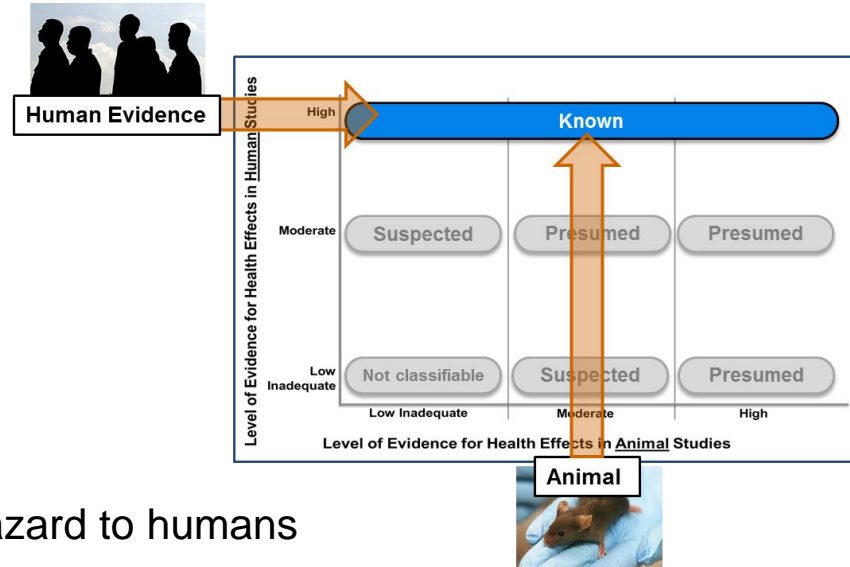 Human Evidence
Level of Evidence for Health Effects in Human Studies
High
Known
Moderate
Suspected
Presumed
Presumed
Low
Inadequate
Not classifiable
Suspected
Presumed
Low Inadequate
Moderate
High
Level of Evidence for Health Effects in Animal Studies
Animal
to humans